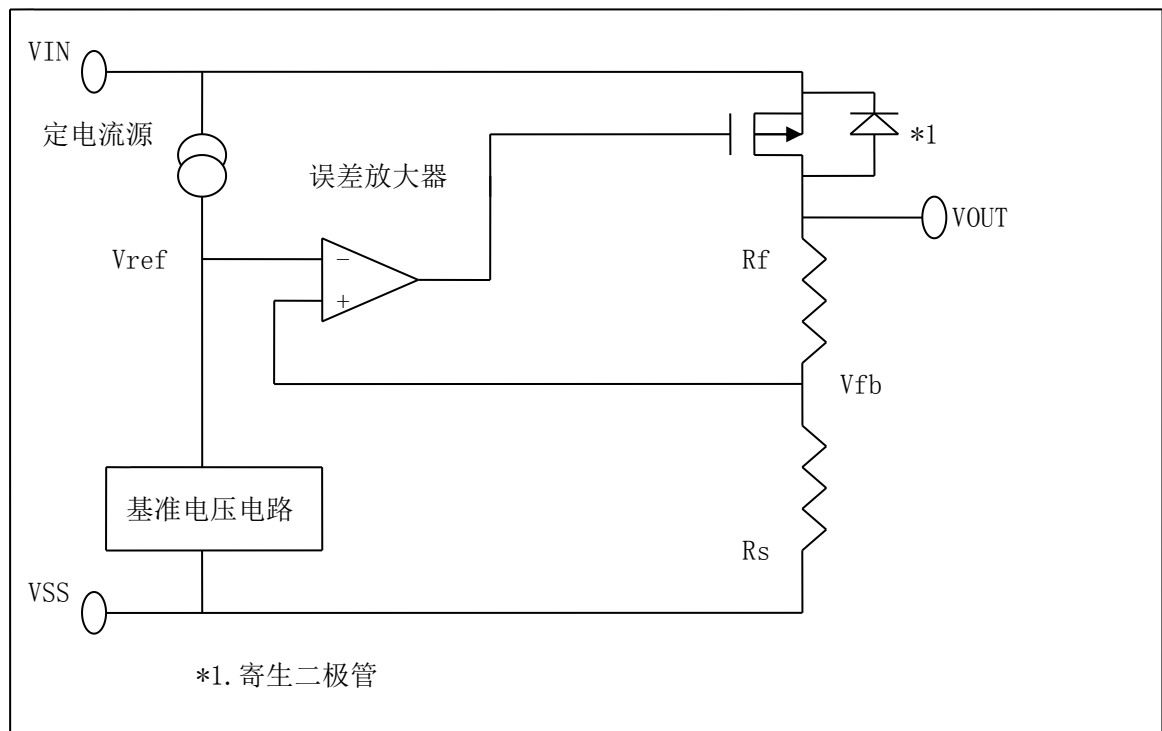 VIN
定电流源
*1
误差放大器
VOUT
Vref
Rf
−
+
Vfb
基准电压电路
Rs
VSS
*1.寄生二极管